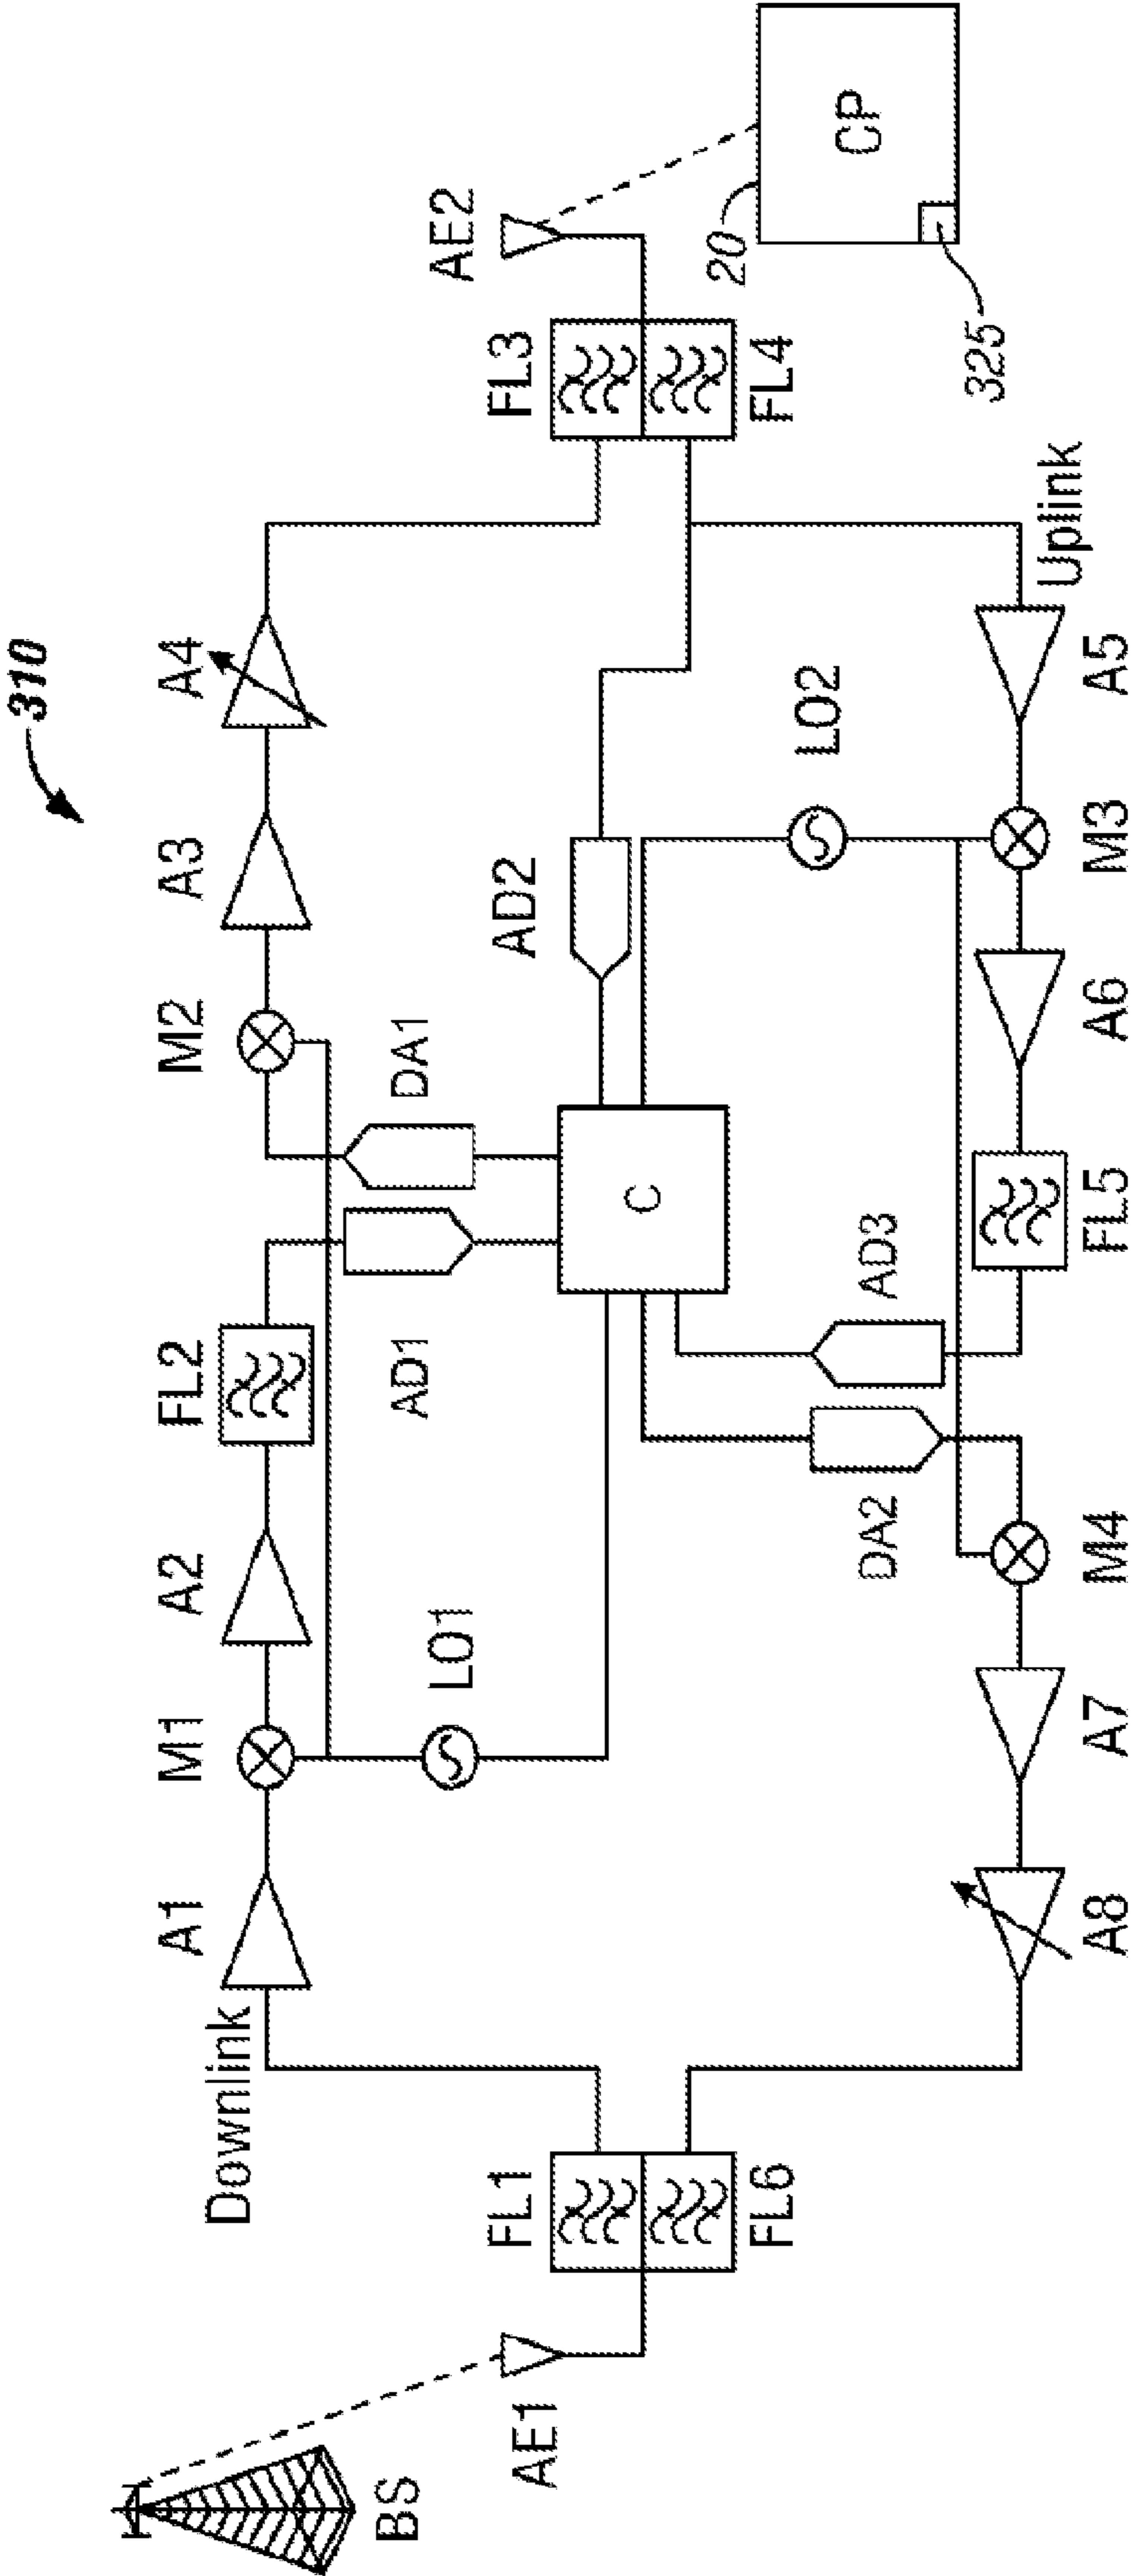 310
Downlink
A1
M1
A2
FL2
M2
A3
A4
LO1
AD1
DA1
AD2
FL3
AE2
20
CP
325
BS
AE1
FL1
FL6
C
FL4
DA2
AD3
LO2
Uplink
A8
A7
M4
FL5
A6
M3
A5